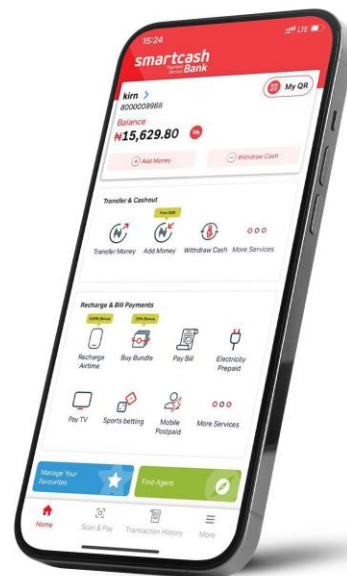 15:24
LTE
smartcash
Payment
Service Bank
My QR
kirn >
8000009988
Balance
₦15,629.80
Add Money
Withdraw Cash
Transfer & Cashout
Transfer Money
Add Money
Withdraw Cash
More Services
Recharge & Bill Payments
Recharge
Airtime
Buy Bundle
Pay Bill
Electricity
Prepaid
Pay TV
Sports betting
Mobile
Postpaid
More Services
Manage Your
Favourites
Find Agent
Home
Scan & Pay
Transaction History
More